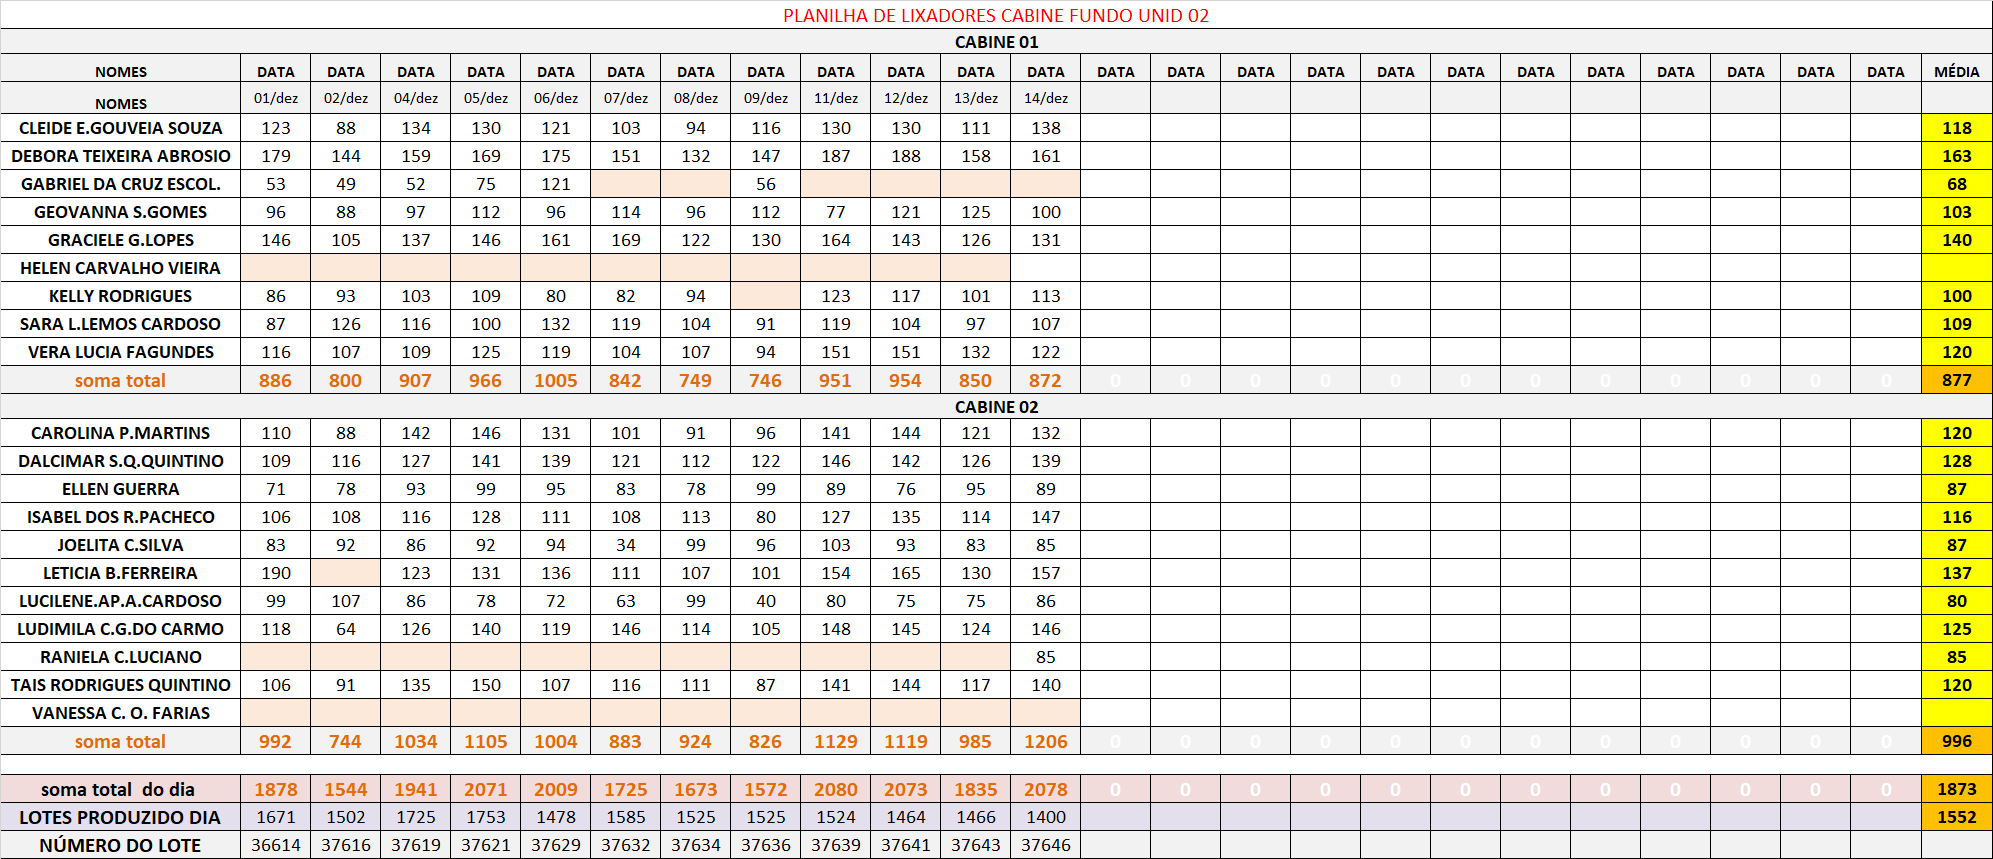 PLANILHA DE LIXADORES CABINE FUNDO UNID 02
CABINE 01
NOMES DATA DATA DATA DATA DATA DATA DATA DATA DATA DATA DATA DATA DATA DATA DATA DATA DATA DATA DATA DATA DATA DATA DATA DATA MÉDIA
NOMES 01/dez 02/dez 04/dez 05/dez 06/dez 07/dez 08/dez 09/dez 11/dez 12/dez 13/dez 14/dez
CLEIDE E.GOUVEIA SOUZA 123 88 134 130 121 103 94 116 130 130 111 138 118
DEBORA TEIXEIRA ABROSIO 179 144 159 169 175 151 132 147 187 188 158 161 163
GABRIEL DA CRUZ ESCOL. 53 49 52 75 121 56 68
GEOVANNA S.GOMES 96 88 97 112 96 114 96 112 77 121 125 100 103
GRACIELE G.LOPES 146 105 137 146 161 169 122 130 164 143 126 131 140
HELEN CARVALHO VIEIRA
KELLY RODRIGUES 86 93 103 109 80 82 94 123 117 101 113 100
SARA L.LEMOS CARDOSO 87 126 116 100 132 119 104 91 119 104 97 107 109
VERA LUCIA FAGUNDES 116 107 109 125 119 104 107 94 151 151 132 122 120
soma total 886 800 907 966 1005 842 749 746 951 954 850 872 0 0 0 0 0 0 0 0 0 0 0 0 877
CABINE 02
CAROLINA P.MARTINS 110 88 142 146 131 101 91 96 141 144 121 132 120
DALCIMAR S.Q.QUINTINO 109 116 127 141 139 121 112 122 146 142 126 139 128
ELLEN GUERRA 71 78 93 99 95 83 78 99 89 76 95 89 87
ISABEL DOS R.PACHECO 106 108 116 128 111 108 113 80 127 135 114 147 116
JOELITA C.SILVA 83 92 86 92 94 34 99 96 103 93 83 85 87
LETICIA B.FERREIRA 190 123 131 136 111 107 101 154 165 130 157 137
LUCILENE.AP.A.CARDOSO 99 107 86 78 72 63 99 40 80 75 75 86 80
LUDIMILA C.G.DO CARMO 118 64 126 140 119 146 114 105 148 145 124 146 125
RANIELA C.LUCIANO 85 85
TAIS RODRIGUES QUINTINO 106 91 135 150 107 116 111 87 141 144 117 140 120
VANESSA C. O. FARIAS
soma total 992 744 1034 1105 1004 883 924 826 1129 1119 985 1206 0 0 0 0 0 0 0 0 0 0 0 0 996
soma total do dia 1878 1544 1941 2071 2009 1725 1673 1572 2080 2073 1835 2078 0 0 0 0 0 0 0 0 0 0 0 0 1873
LOTES PRODUZIDO DIA 1671 1502 1725 1753 1478 1585 1525 1525 1524 1464 1466 1400 1552
NÚMERO DO LOTE 36614 37616 37619 37621 37629 37632 37634 37636 37639 37641 37643 37646